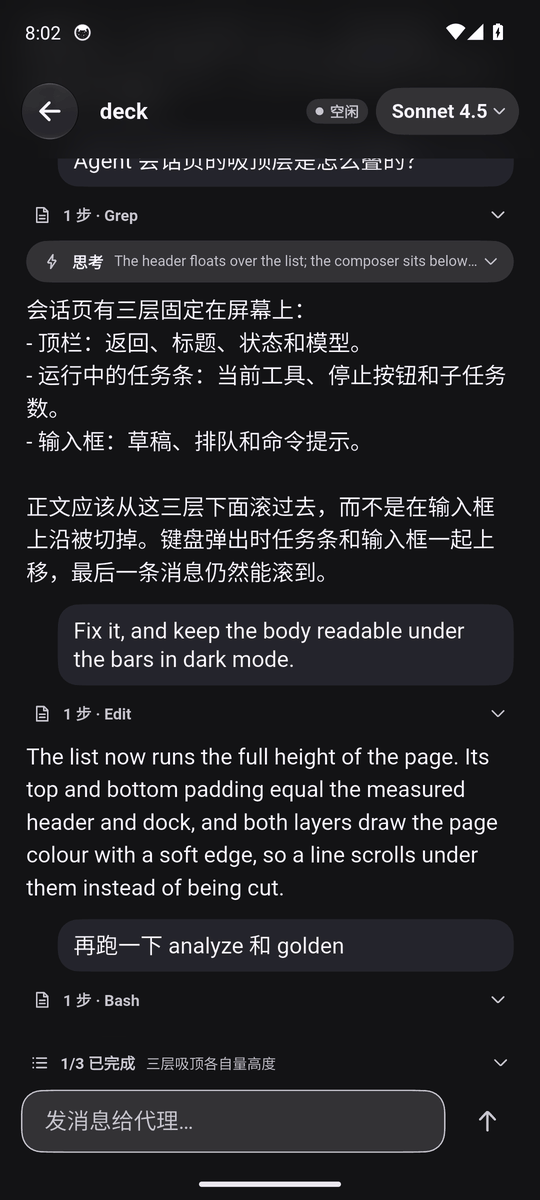 8:02
deck
空闲
Sonnet 4.5
Agent 会话页的吸顶层是怎么叠的？
1 步 · Grep
思考 The header floats over the list; the composer sits below…
会话页有三层固定在屏幕上：
- 顶栏：返回、标题、状态和模型。
- 运行中的任务条：当前工具、停止按钮和子任务
数。
- 输入框：草稿、排队和命令提示。
正文应该从这三层下面滚过去，而不是在输入框
上沿被切掉。键盘弹出时任务条和输入框一起上
移，最后一条消息仍然能滚到。
Fix it, and keep the body readable under
the bars in dark mode.
1 步 · Edit
The list now runs the full height of the page. Its
top and bottom padding equal the measured
header and dock, and both layers draw the page
colour with a soft edge, so a line scrolls under
them instead of being cut.
再跑一下 analyze 和 golden
1 步 · Bash
1/3 已完成 三层吸顶各自量高度
发消息给代理…